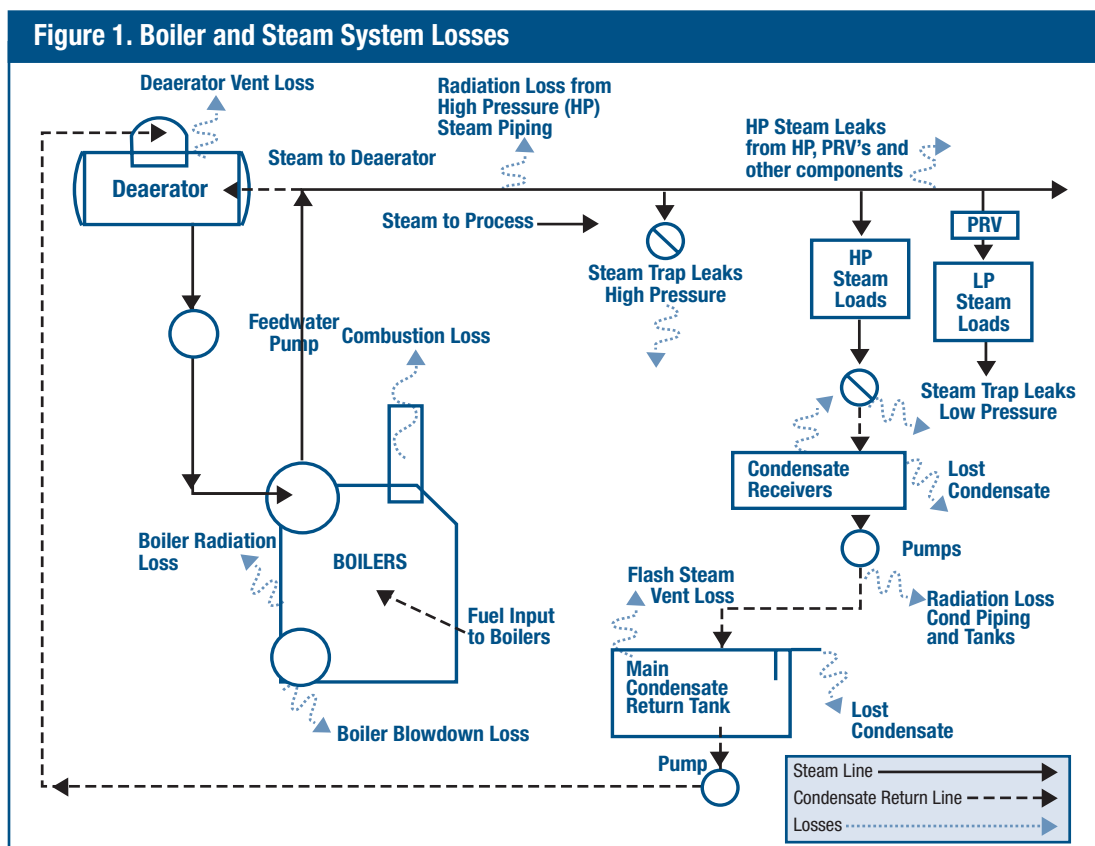 Figure 1. Boiler and Steam System Losses
Deaerator Vent Loss
Radiation Loss from
High Pressure (HP)
Steam Piping
HP Steam Leaks
from HP, PRV's and
other components
Steam to Deaerator
Deaerator
Steam to Process
PRV
Steam Trap Leaks
High Pressure
HP
Steam
Loads
LP
Steam
Loads
Feedwater
Pump
Combustion Loss
Steam Trap Leaks
Low Pressure
Condensate
Receivers
Lost
Condensate
Boiler Radiation
Loss
BOILERS
Pumps
Fuel Input
to Boilers
Flash Steam
Vent Loss
Radiation Loss
Cond Piping
and Tanks
Main
Condensate
Return Tank
Lost
Condensate
Boiler Blowdown Loss
Pump
Steam Line
Condensate Return Line
Losses